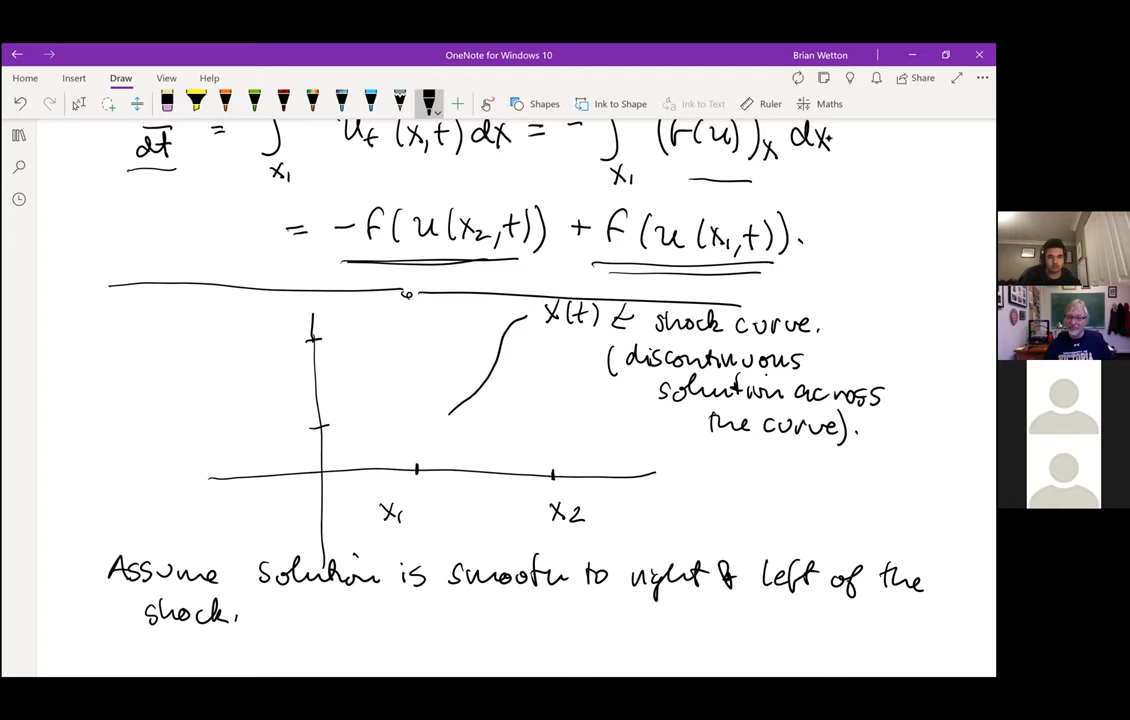 OneNote for Windows 10
Brian Wetton
Home Insert Draw View Help
Share
Shapes Ink to Shape Ink to Text Ruler Maths
dt = ∫ u_t (x,t) dx = - ∫ (f(u))_x dx
x₁ x₁
= -f(u(x₂,t)) + f(u(x₁,t)).
x(t) ← shock curve.
(discontinuous
solution across
the curve).
x₁ x₂
Assume solution is smooth to right & left of the
shock.